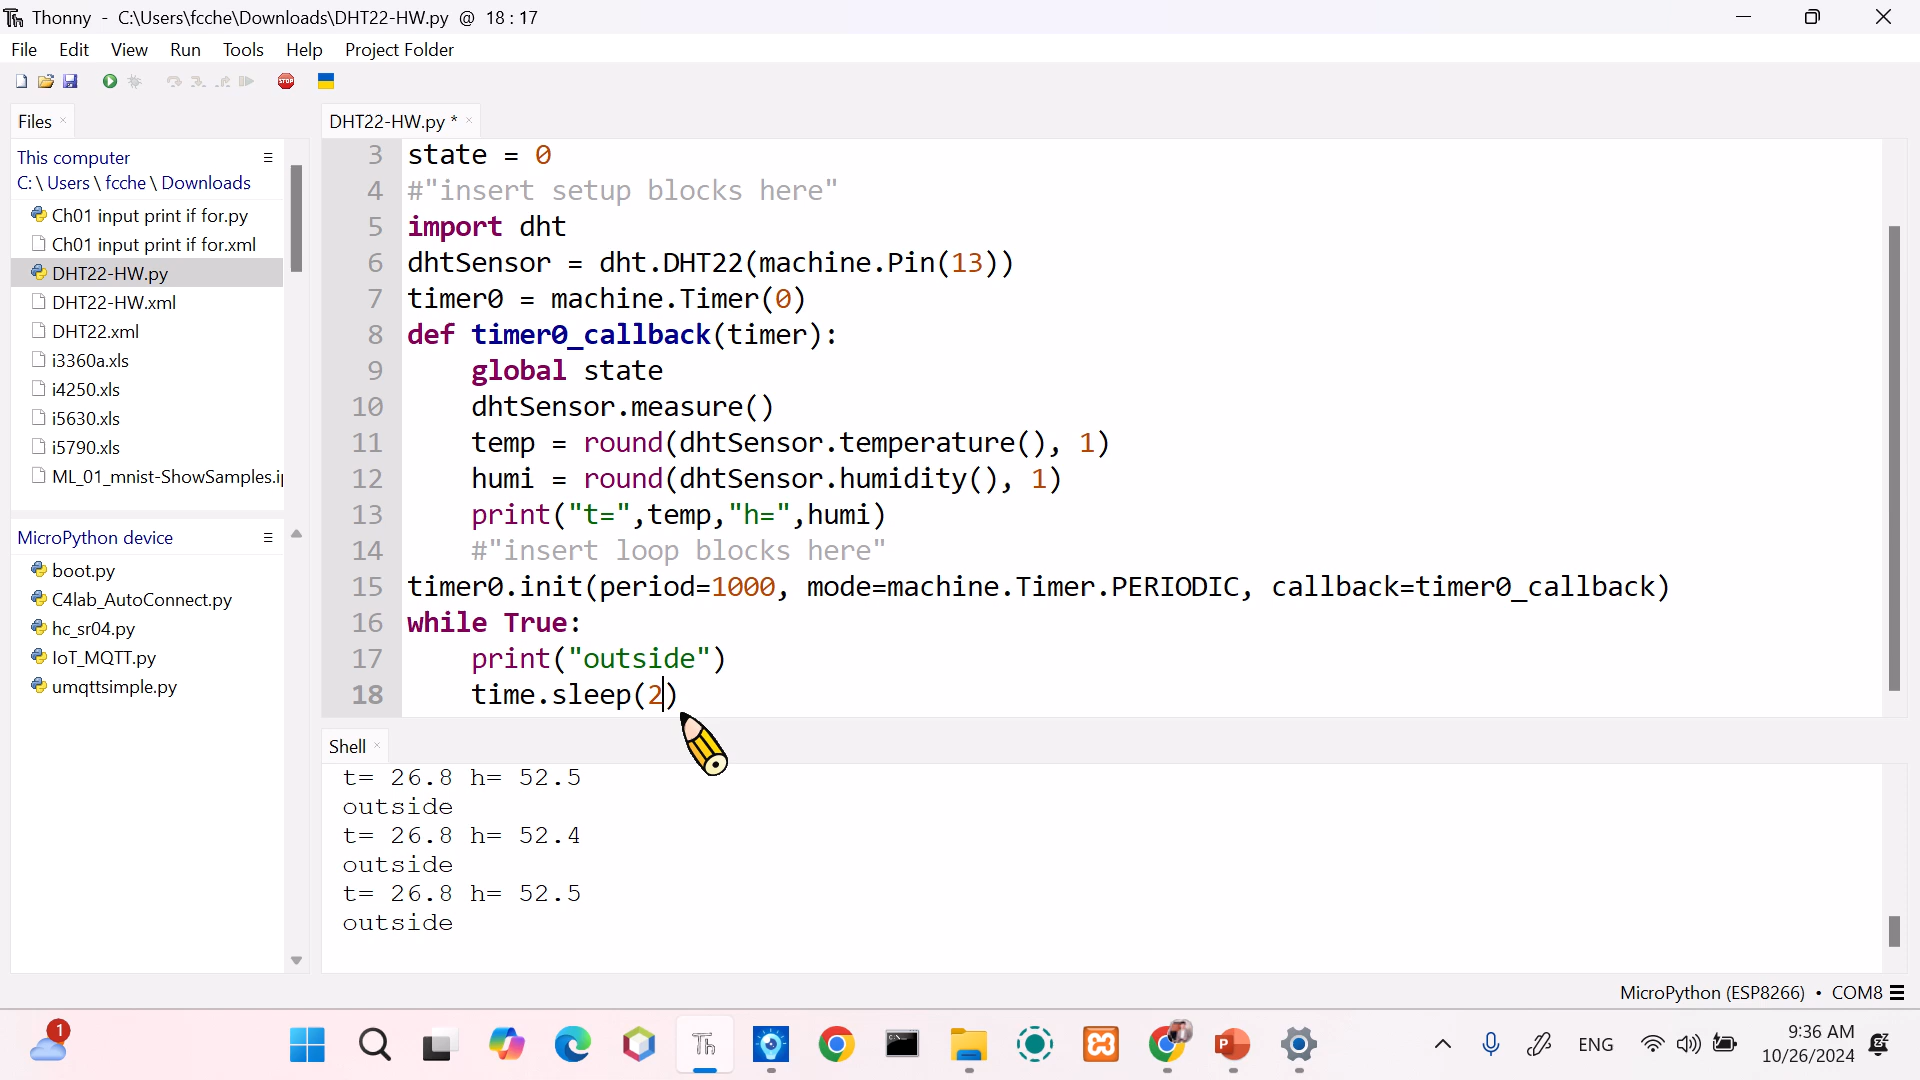 Thonny - C:\Users\fcche\Downloads\DHT22-HW.py @ 18 : 17
File Edit View Run Tools Help Project Folder
STOP
Files
This computer
C: \ Users \ fcche \ Downloads
Ch01 input print if for.py
Ch01 input print if for.xml
DHT22-HW.py
DHT22-HW.xml
DHT22.xml
i3360a.xls
i4250.xls
i5630.xls
i5790.xls
ML_01_mnist-ShowSamples.i
MicroPython device
boot.py
C4lab_AutoConnect.py
hc_sr04.py
IoT_MQTT.py
umqttsimple.py
DHT22-HW.py *
3 state = 0
4 #"insert setup blocks here"
5 import dht
6 dhtSensor = dht.DHT22(machine.Pin(13))
7 timer0 = machine.Timer(0)
8 def timer0_callback(timer):
9 global state
10 dhtSensor.measure()
11 temp = round(dhtSensor.temperature(), 1)
12 humi = round(dhtSensor.humidity(), 1)
13 print("t=",temp,"h=",humi)
14 #"insert loop blocks here"
15 timer0.init(period=1000, mode=machine.Timer.PERIODIC, callback=timer0_callback)
16 while True:
17 print("outside")
18 time.sleep(2)
Shell
t= 26.8 h= 52.5
outside
t= 26.8 h= 52.4
outside
t= 26.8 h= 52.5
outside
MicroPython (ESP8266) • COM8
1
Th
P
ENG
9:36 AM
10/26/2024